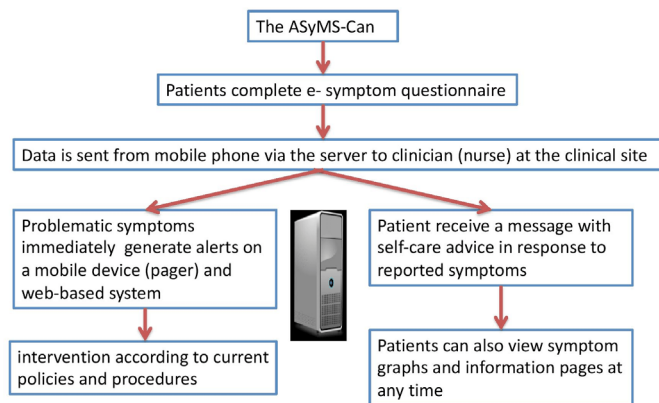 The ASyMS-Can
Patients complete e- symptom questionnaire
Data is sent from mobile phone via the server to clinician (nurse) at the clinical site
Problematic symptoms
immediately generate alerts on
a mobile device (pager) and
web-based system
Patient receive a message with
self-care advice in response to
reported symptoms
intervention according to current
policies and procedures
Patients can also view symptom
graphs and information pages at
any time